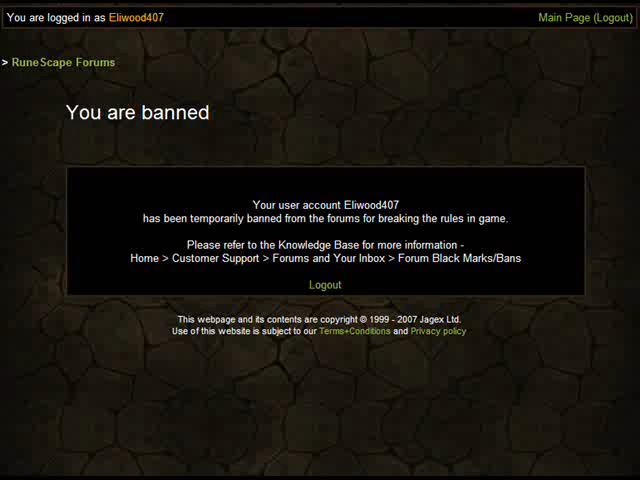 You are logged in as Eliwood407
Main Page (Logout)
> RuneScape Forums
You are banned
Your user account Eliwood407
has been temporarily banned from the forums for breaking the rules in game.
Please refer to the Knowledge Base for more information -
Home > Customer Support > Forums and Your Inbox > Forum Black Marks/Bans
Logout
This webpage and its contents are copyright © 1999 - 2007 Jagex Ltd.
Use of this website is subject to our Terms+Conditions and Privacy policy